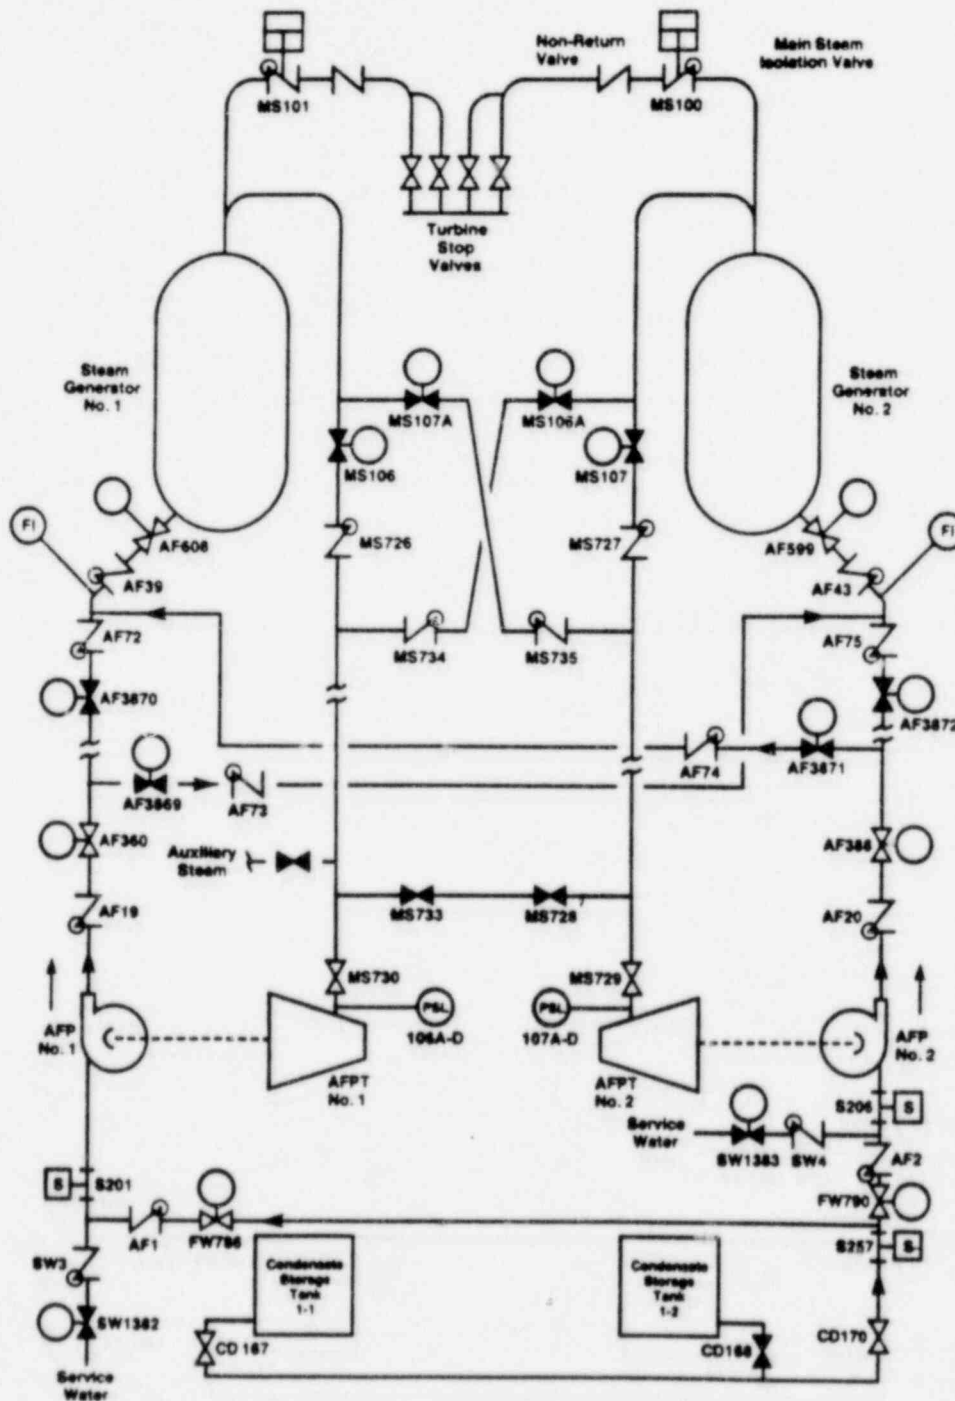 Non-Return
Valve
Main Steam
Isolation Valve
MS101
MS100
Turbine
Stop
Valves
Steam
Generator
No. 1
Steam
Generator
No. 2
MS107A
MS106A
MS106
MS107
FI
AF608
AF599
FI
MS726
MS727
AF39
AF43
AF72
MS734
MS735
AF75
AF3870
AF3872
AF74
AF3871
AF3869
AF73
AF360
Auxiliary
Steam
AF388
MS733
MS728
AF19
AF20
MS730
MS729
AFP
No. 1
PSL
106A-D
PSL
107A-D
AFP
No. 2
AFPT
No. 1
AFPT
No. 2
S206
S
Service
Water
SW1383
SW4
AF2
S
S201
FW790
AF1
FW786
S257
S
SW3
Condensate
Storage
Tank
1-1
Condensate
Storage
Tank
1-2
SW1382
CD167
CD168
CD170
Service
Water